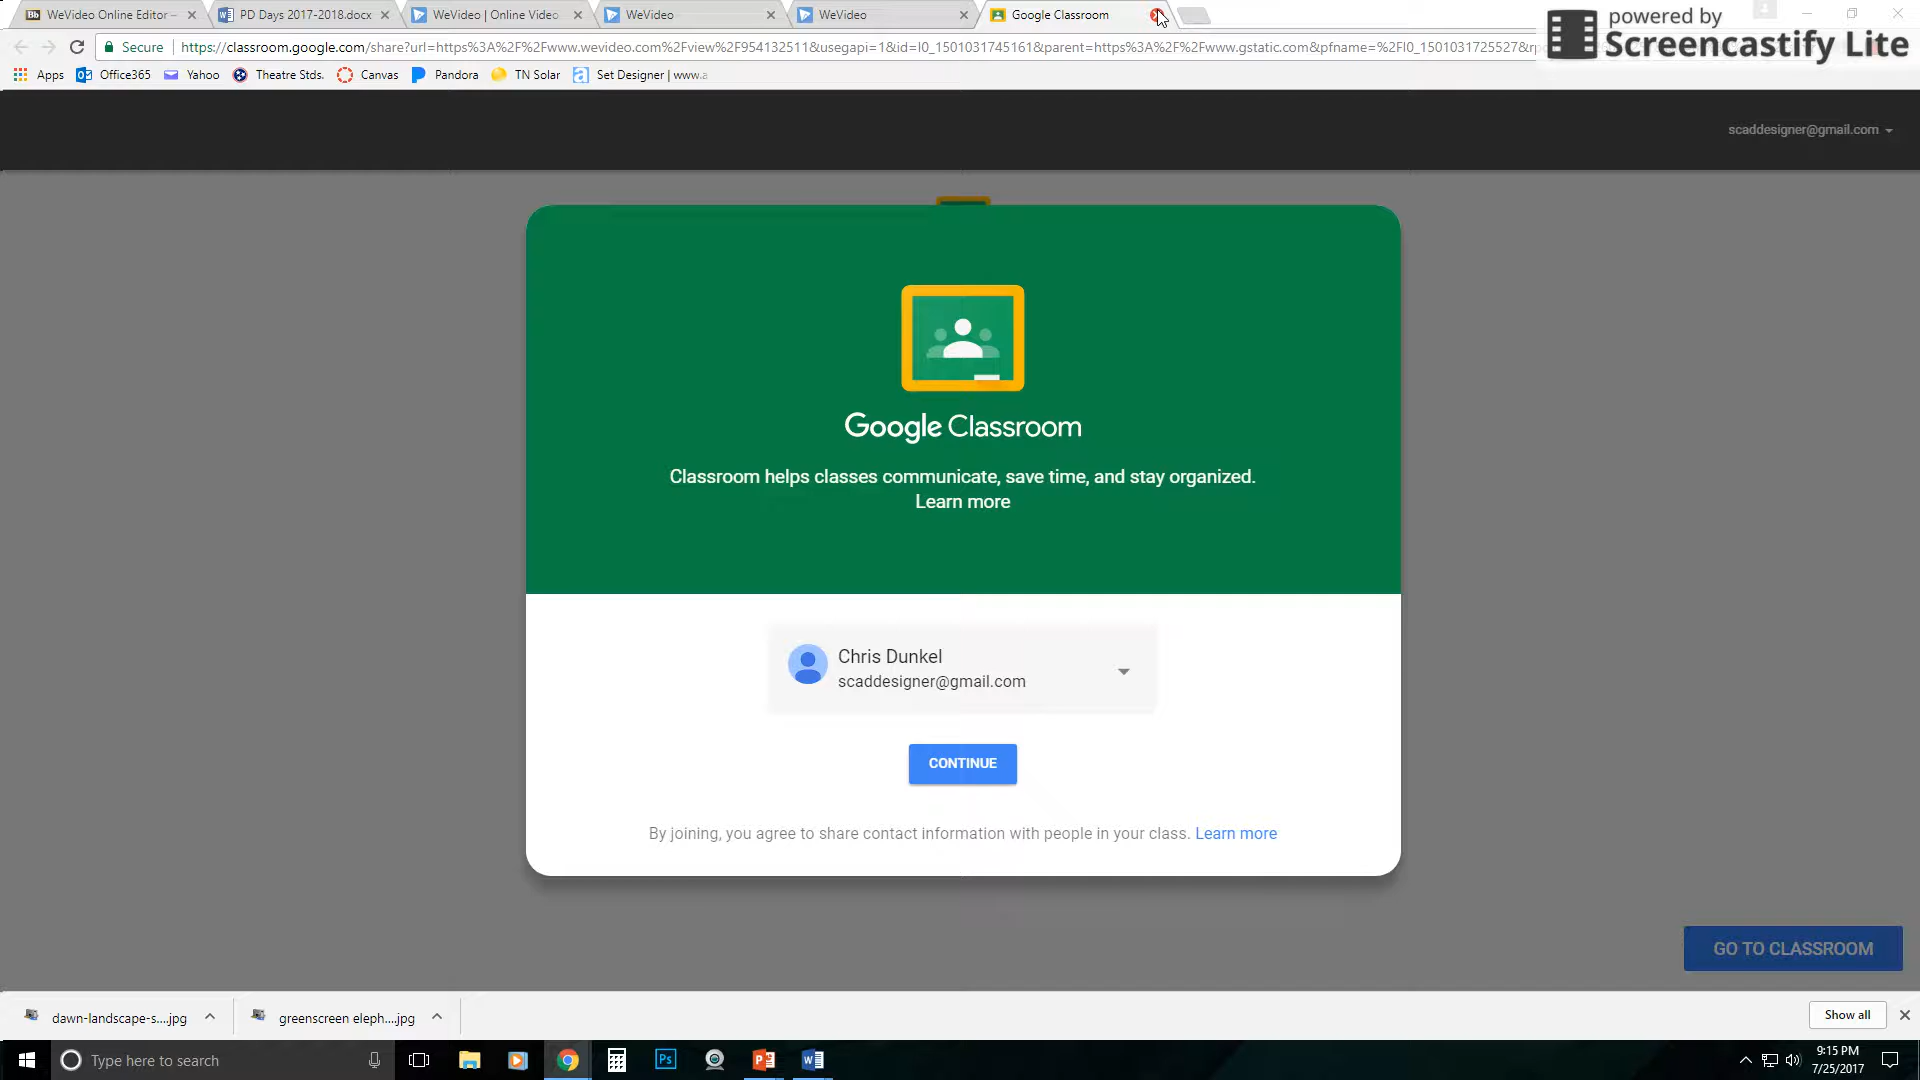 WeVideo Online Editor –
PD Days 2017-2018.docx
WeVideo | Online Video
WeVideo
WeVideo
Google Classroom
powered by
Screencastify Lite
Secure
https://classroom.google.com/share?url=https%3A%2F%2Fwww.wevideo.com%2Fview%2F954132511&usegapi=1&id=I0_1501031745161&parent=https%3A%2F%2Fwww.gstatic.com&pfname=%2FI0_1501031725527&rp
Apps
Office365
Yahoo
Theatre Stds.
Canvas
Pandora
TN Solar
Set Designer | www.a
scaddesigner@gmail.com
Google Classroom
Classroom helps classes communicate, save time, and stay organized.
Learn more
Chris Dunkel
scaddesigner@gmail.com
CONTINUE
By joining, you agree to share contact information with people in your class. Learn more
GO TO CLASSROOM
dawn-landscape-s....jpg
greenscreen eleph....jpg
Show all
Type here to search
9:15 PM
7/25/2017